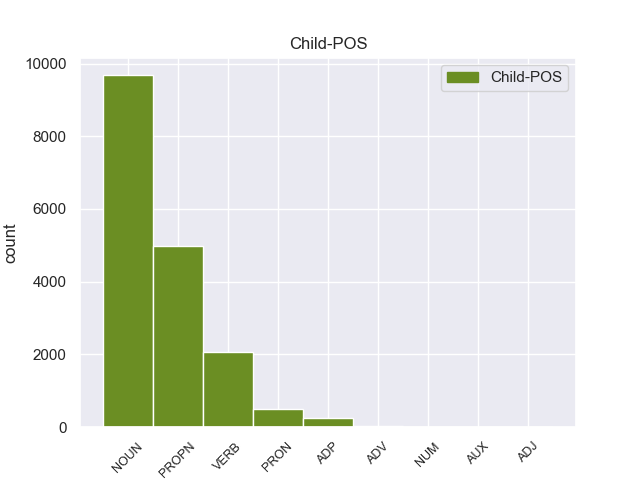 Child-POS
Child-POS
10000
8000
6000
4000
2000
0
count
NOUN
PROPN
VERB
PRON
ADP
ADV
NUM
AUX
ADJ